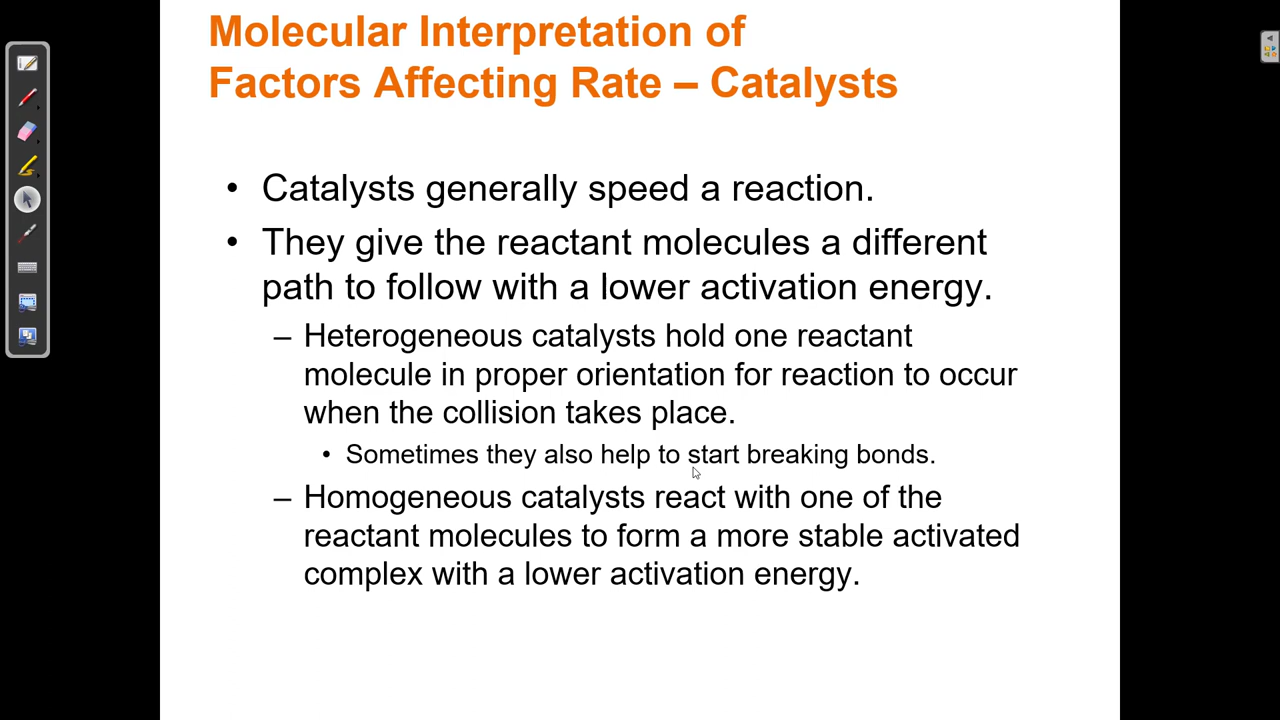 Molecular Interpretation of
Factors Affecting Rate – Catalysts
• Catalysts generally speed a reaction.
• They give the reactant molecules a different
path to follow with a lower activation energy.
– Heterogeneous catalysts hold one reactant
molecule in proper orientation for reaction to occur
when the collision takes place.
• Sometimes they also help to start breaking bonds.
– Homogeneous catalysts react with one of the
reactant molecules to form a more stable activated
complex with a lower activation energy.